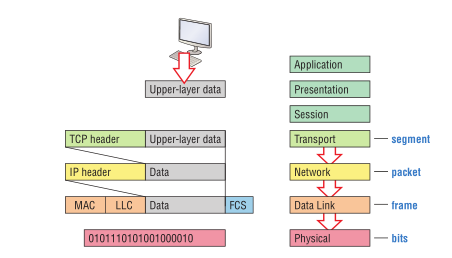 Application
Upper-layer data
Presentation
Session
TCP header Upper-layer data
Transport segment
IP header Data
Network packet
MAC LLC Data FCS
Data Link frame
0101110101001000010
Physical bits